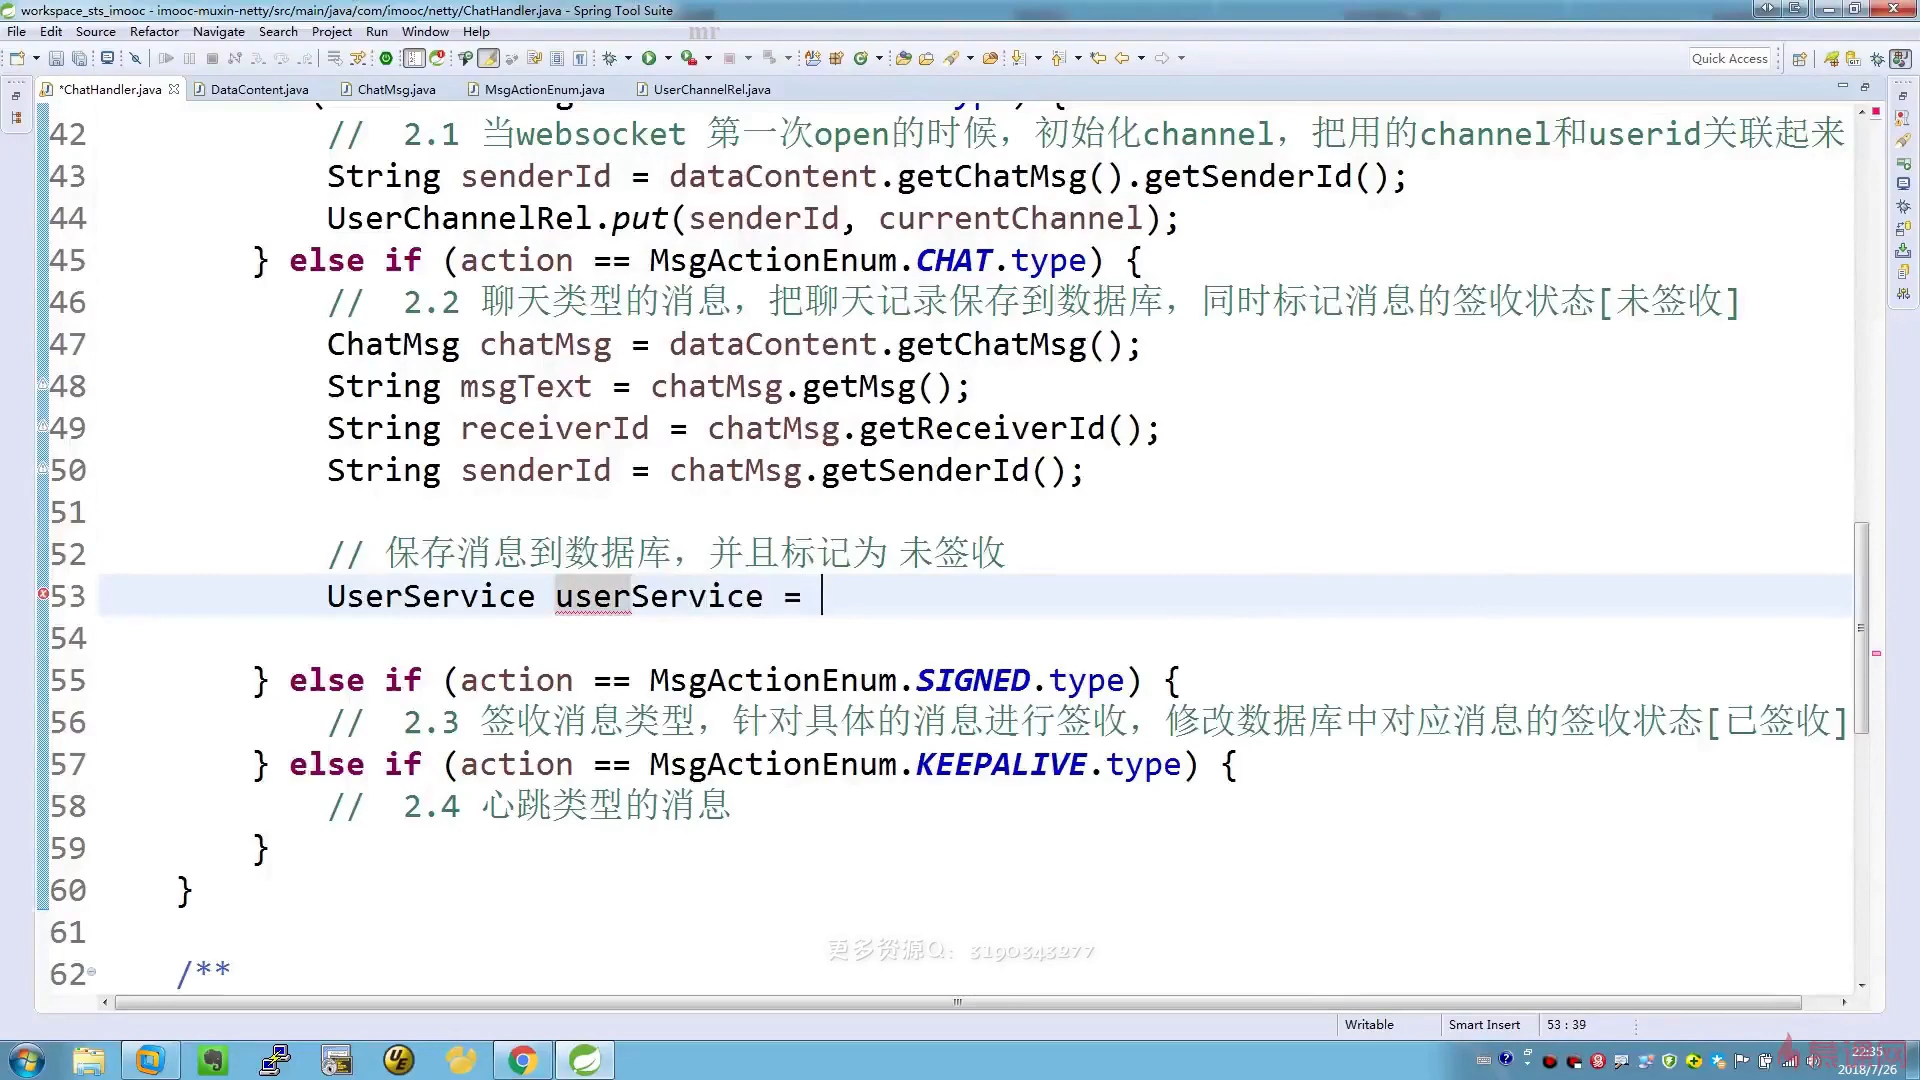 workspace_sts_imooc - imooc-muxin-netty/src/main/java/com/imooc/netty/ChatHandler.java - Spring Tool Suite
File Edit Source Refactor Navigate Search Project Run Window Help
mr
Quick Access
*ChatHandler.java DataContent.java ChatMsg.java MsgActionEnum.java UserChannelRel.java
42 // 2.1 当websocket 第一次open的时候，初始化channel，把用的channel和userid关联起来
43 String senderId = dataContent.getChatMsg().getSenderId();
44 UserChannelRel.put(senderId, currentChannel);
45 } else if (action == MsgActionEnum.CHAT.type) {
46 // 2.2 聊天类型的消息，把聊天记录保存到数据库，同时标记消息的签收状态[未签收]
47 ChatMsg chatMsg = dataContent.getChatMsg();
48 String msgText = chatMsg.getMsg();
49 String receiverId = chatMsg.getReceiverId();
50 String senderId = chatMsg.getSenderId();
51
52 // 保存消息到数据库，并且标记为 未签收
53 UserService userService =
54
55 } else if (action == MsgActionEnum.SIGNED.type) {
56 // 2.3 签收消息类型，针对具体的消息进行签收，修改数据库中对应消息的签收状态[已签收]
57 } else if (action == MsgActionEnum.KEEPALIVE.type) {
58 // 2.4 心跳类型的消息
59 }
60 }
61
62 /**
更多资源Q：3190343277
Writable Smart Insert 53 : 39
22:35
慕课网
2018/7/26